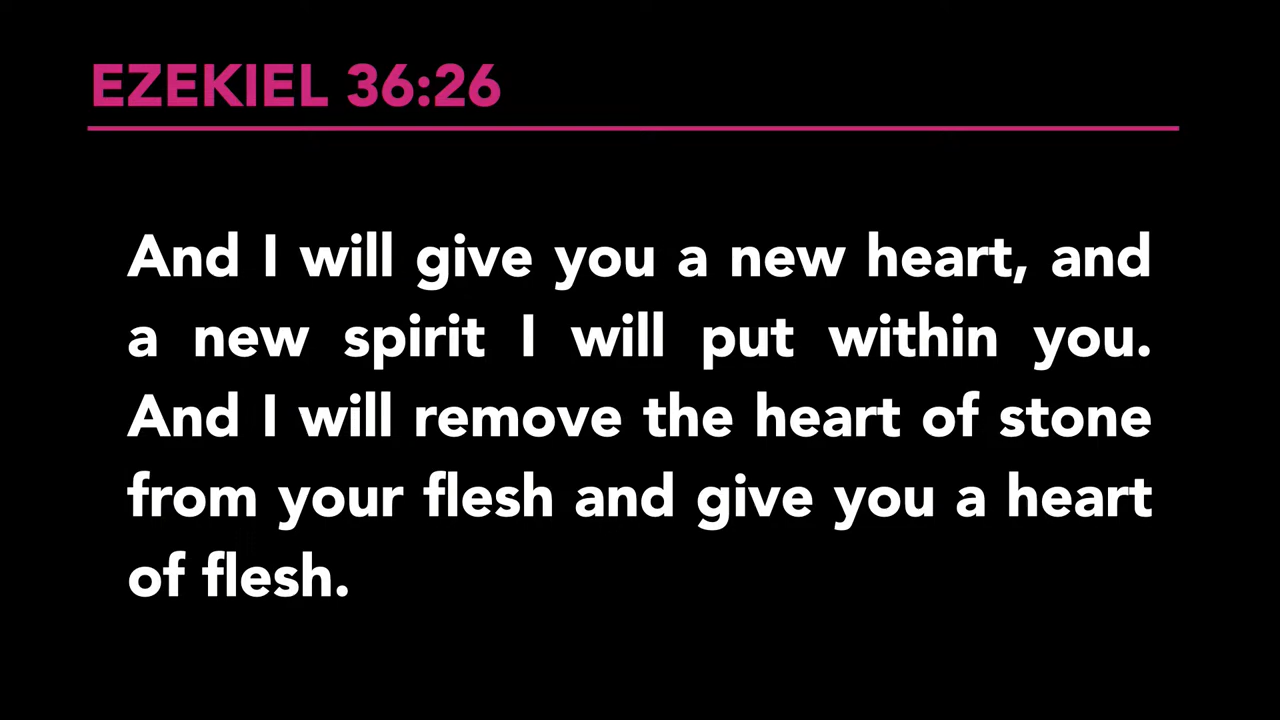 EZEKIEL 36:26
And I will give you a new heart, and
a new spirit I will put within you.
And I will remove the heart of stone
from your flesh and give you a heart
of flesh.